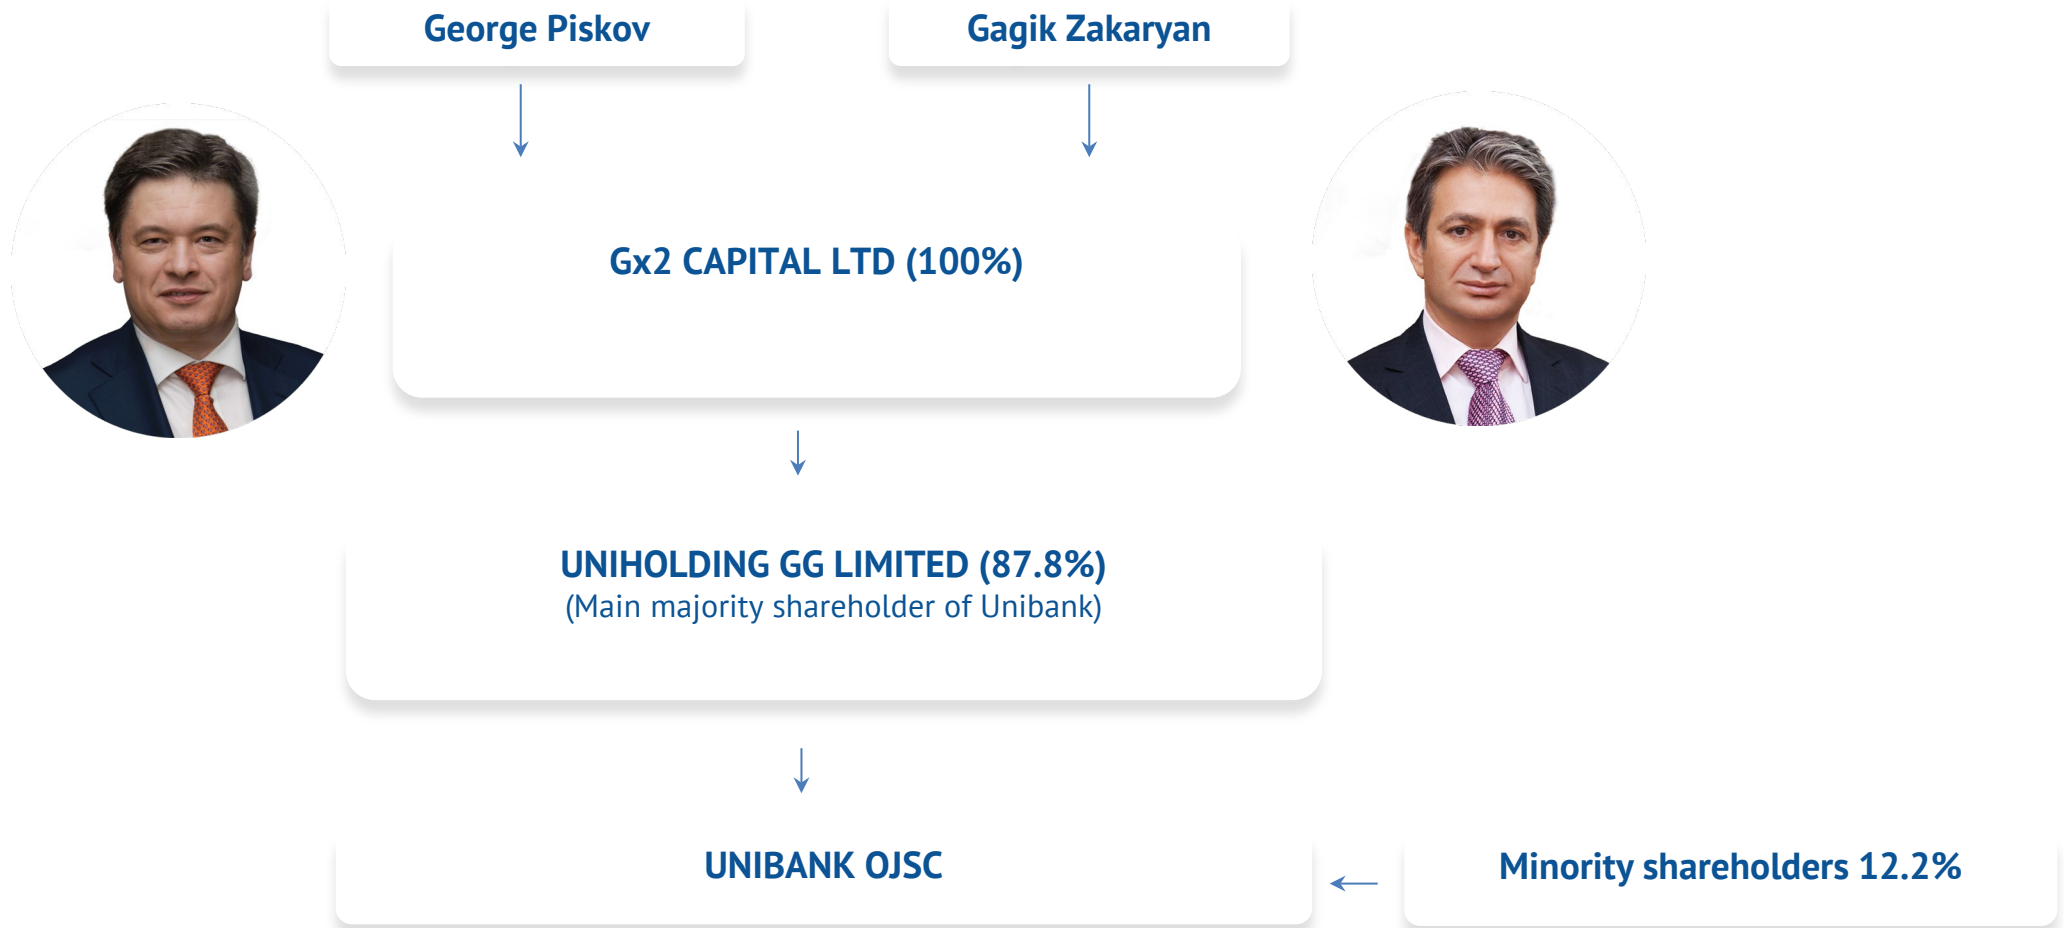 George Piskov
Gagik Zakaryan
Gx2 CAPITAL LTD (100%)
UNIHOLDING GG LIMITED (87.8%)
(Main majority shareholder of Unibank)
UNIBANK OJSC
Minority shareholders 12.2%